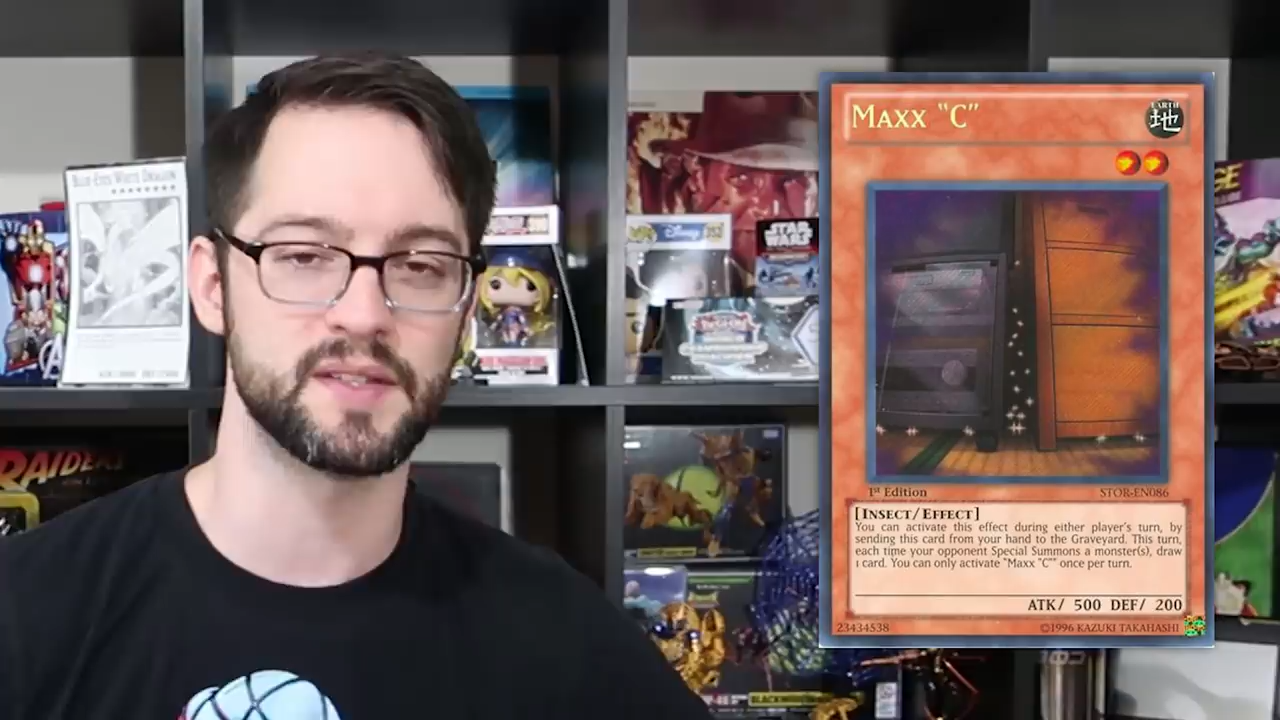 MAXX "C"
EARTH
地
1st Edition
STOR-EN086
[INSECT/EFFECT]
You can activate this effect during either player's turn, by
sending this card from your hand to the Graveyard. This turn,
each time your opponent Special Summons a monster(s), draw
1 card. You can only activate "Maxx "C"" once per turn.
ATK/ 500 DEF/ 200
23434538
©1996 KAZUKI TAKAHASHI
BLUE-EYES WHITE DRAGON
Disney
STAR
WARS
RAIDERS